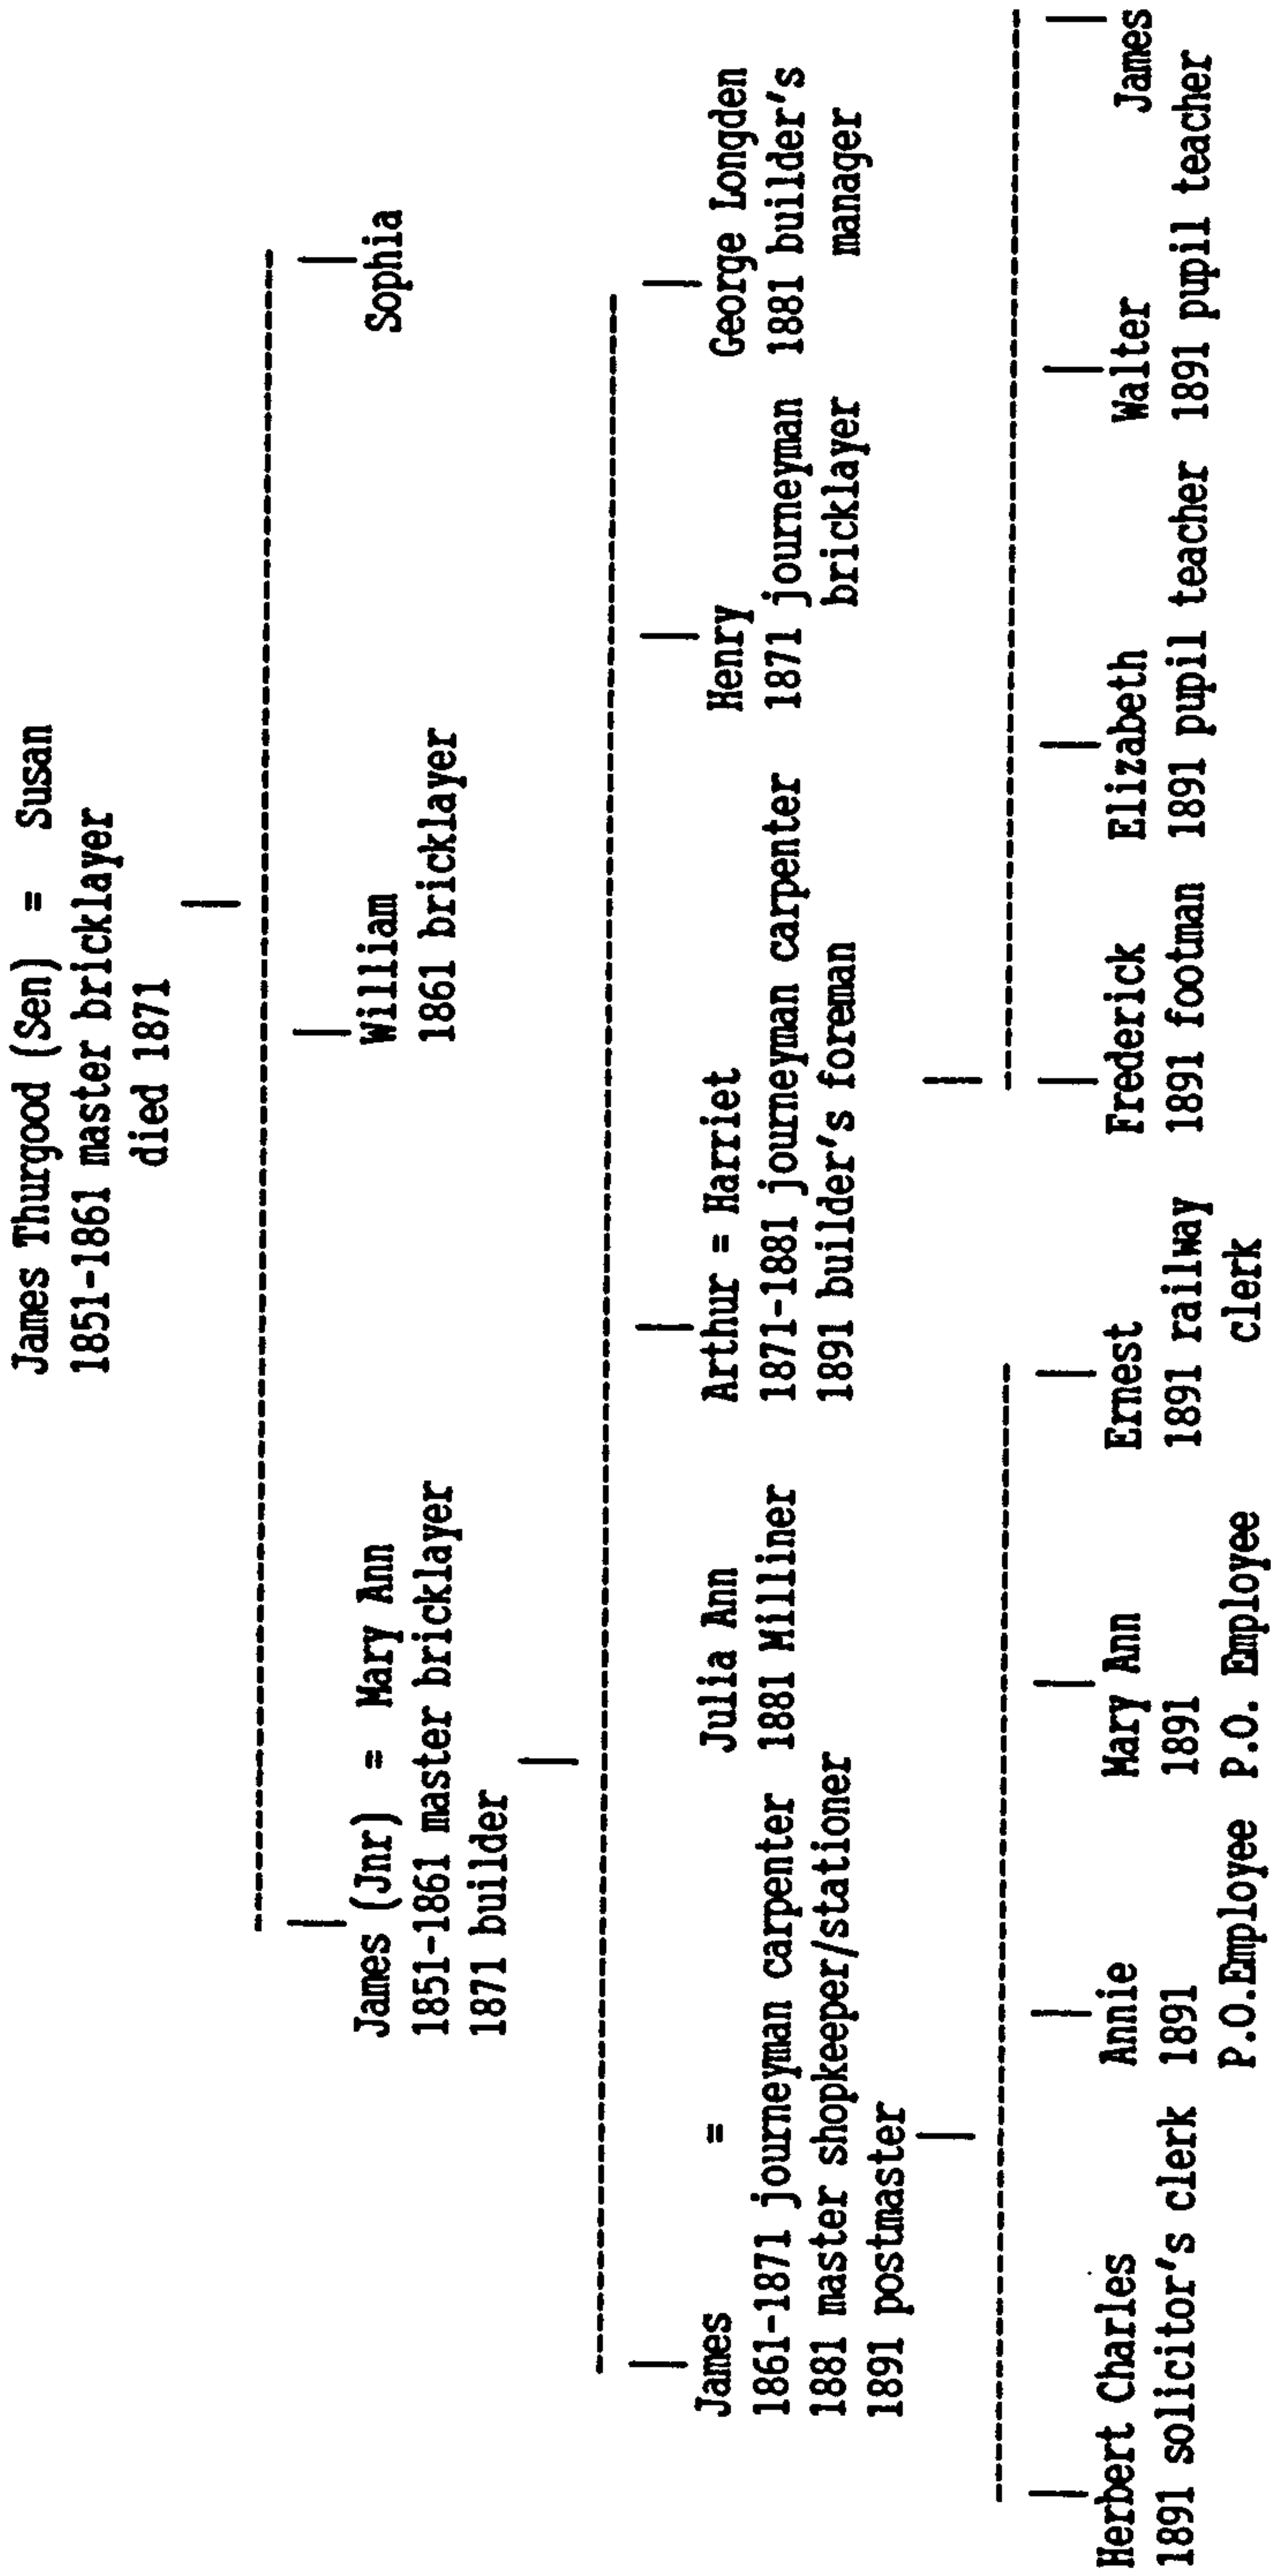 James Thurgood (Sen) = Susan
1851-1861 master bricklayer
died 1871
James (Jnr) = Mary Ann
1851-1861 master bricklayer
1871 builder
William
1861 bricklayer
Sophia
James =
1861-1871 journeyman carpenter
1881 master shopkeeper/stationer
1891 postmaster
Julia Ann
1881 Milliner
Arthur = Harriet
1871-1881 journeyman carpenter
1891 builder's foreman
Henry
1871 journeyman
bricklayer
George Longden
1881 builder's
manager
Herbert Charles
1891 solicitor's clerk
Annie
1891
P.O.Employee
Mary Ann
1891
P.O. Employee
Ernest
1891 railway
clerk
Frederick
1891 footman
Elizabeth
1891 pupil teacher
Walter
1891 pupil teacher
James